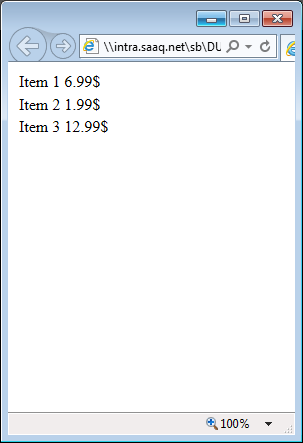 \\intra.saaq.net\sb\DU
Item 1 6.99$
Item 2 1.99$
Item 3 12.99$
100%